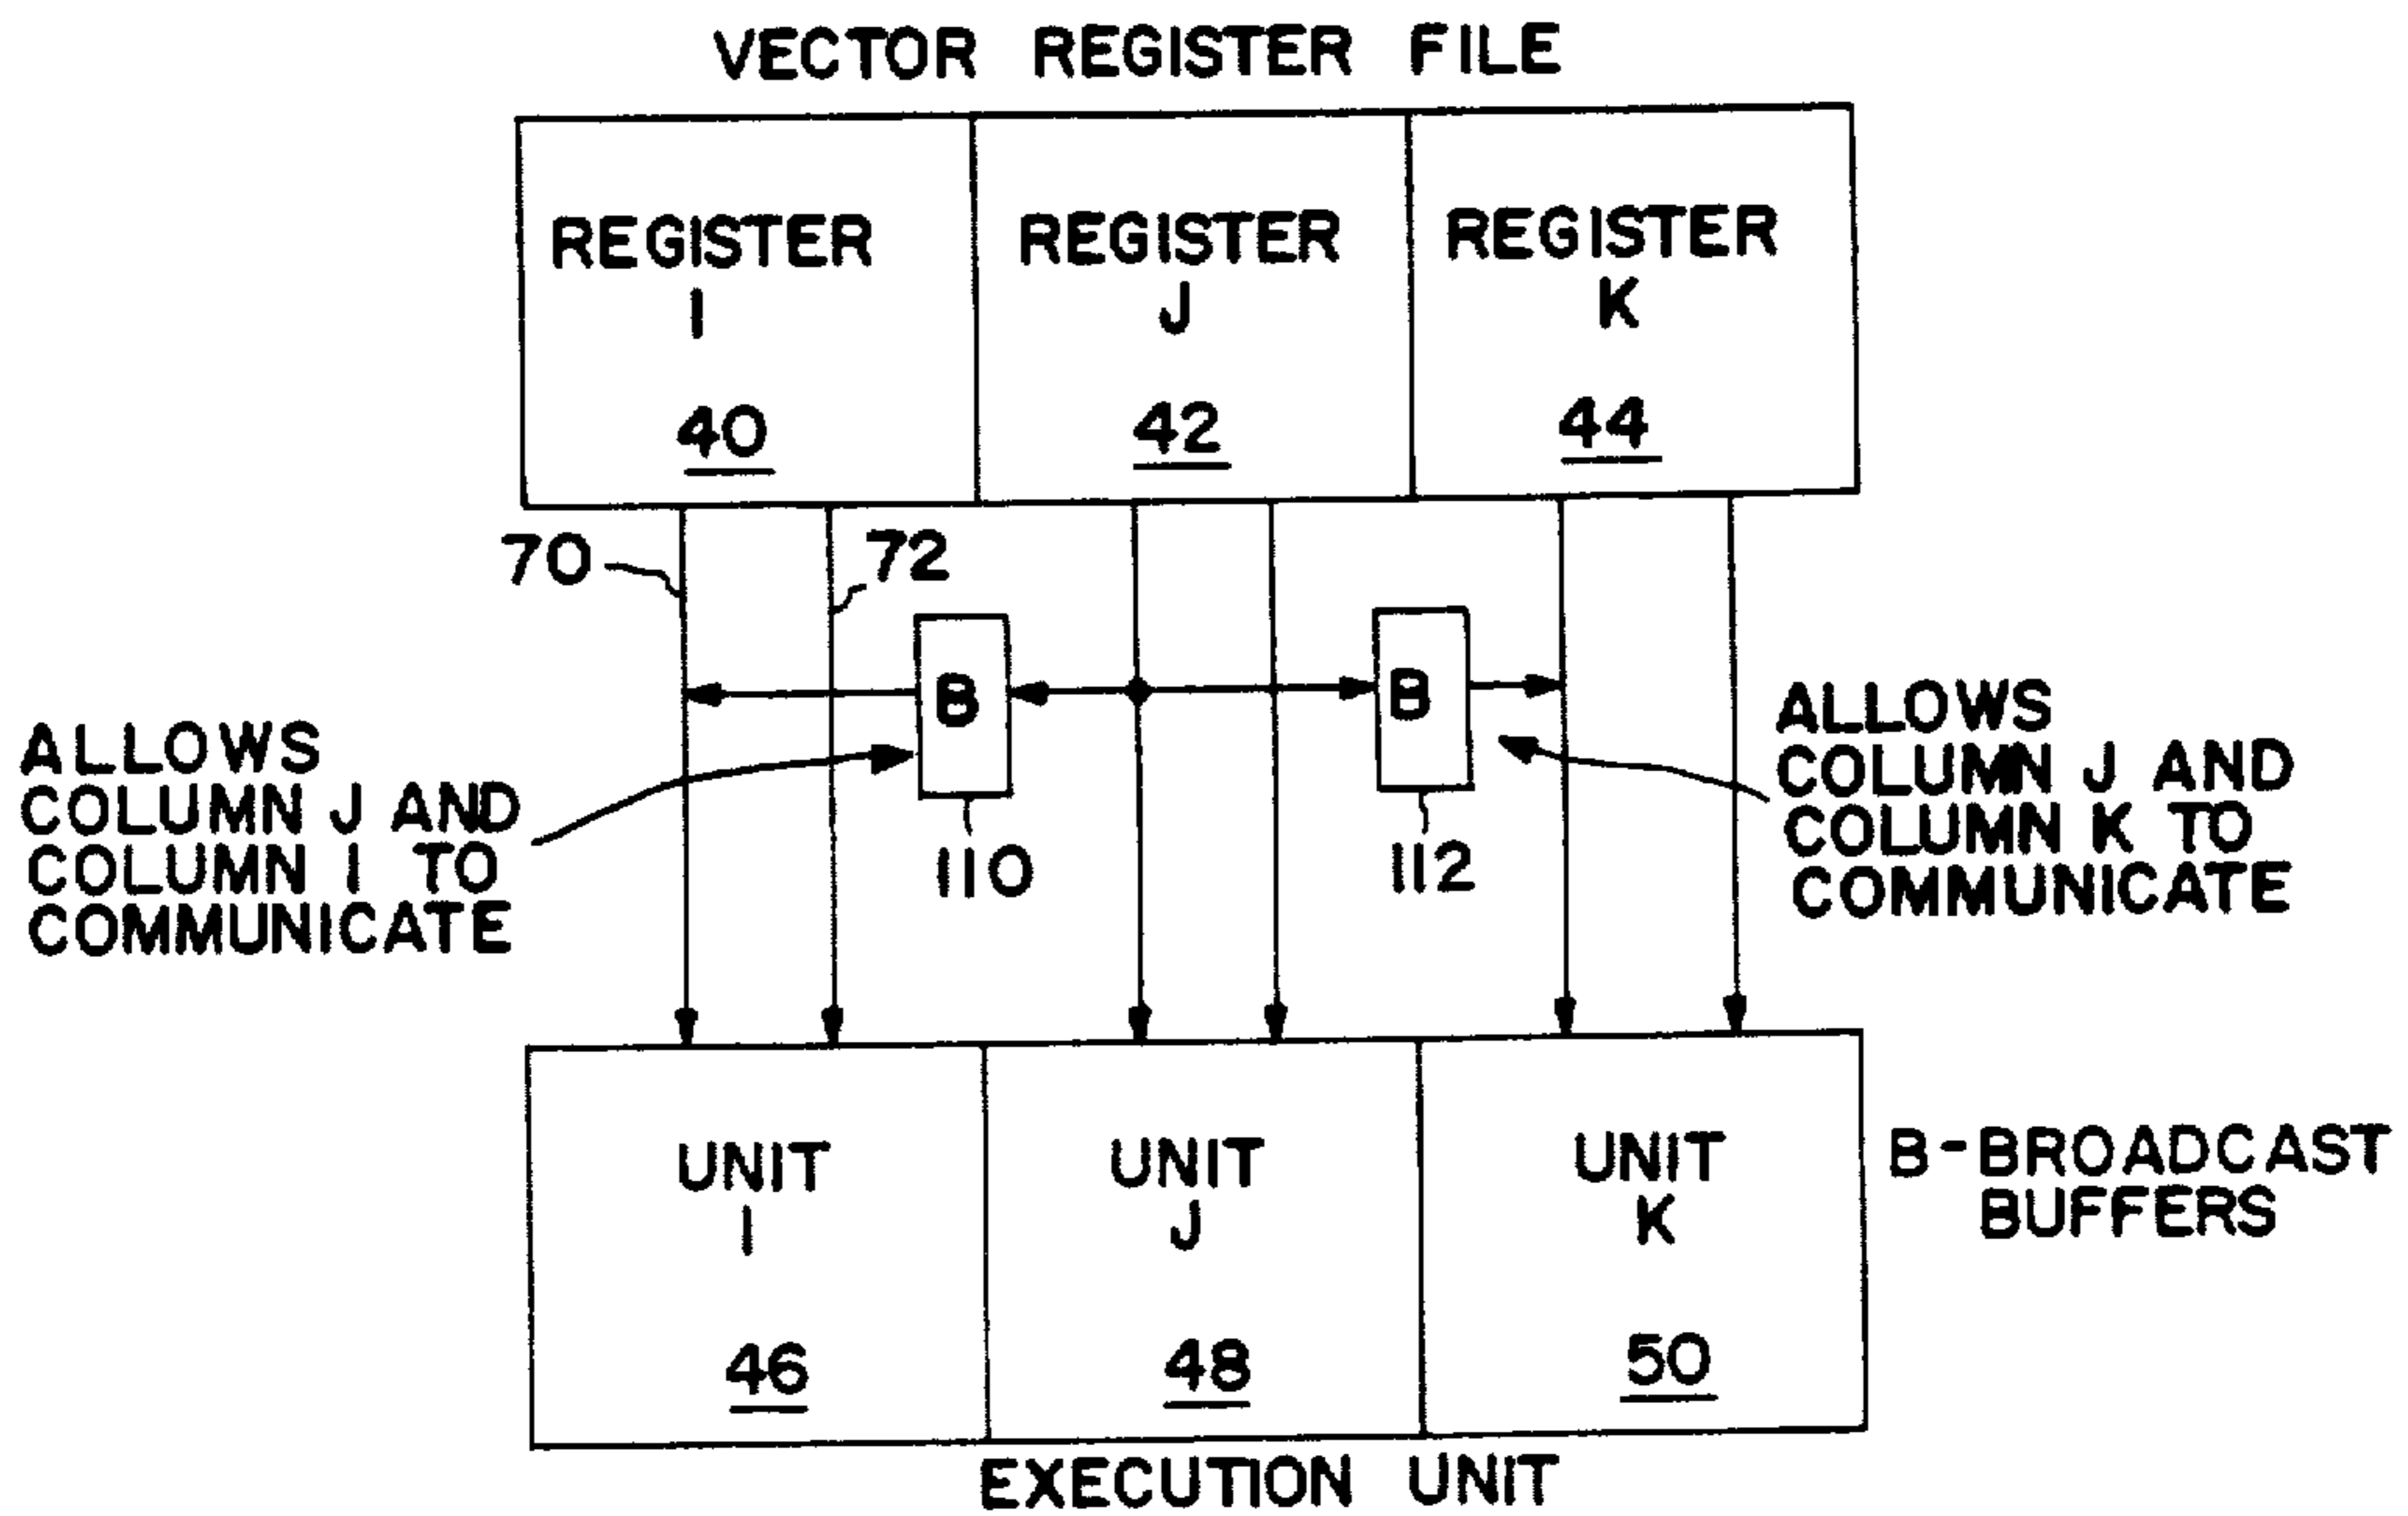 VECTOR REGISTER FILE
REGISTER
I
40
REGISTER
J
42
REGISTER
K
44
70
72
B
B
110
112
ALLOWS
COLUMN J AND
COLUMN I TO
COMMUNICATE
ALLOWS
COLUMN J AND
COLUMN K TO
COMMUNICATE
UNIT
I
46
UNIT
J
48
UNIT
K
50
B-BROADCAST
BUFFERS
EXECUTION UNIT